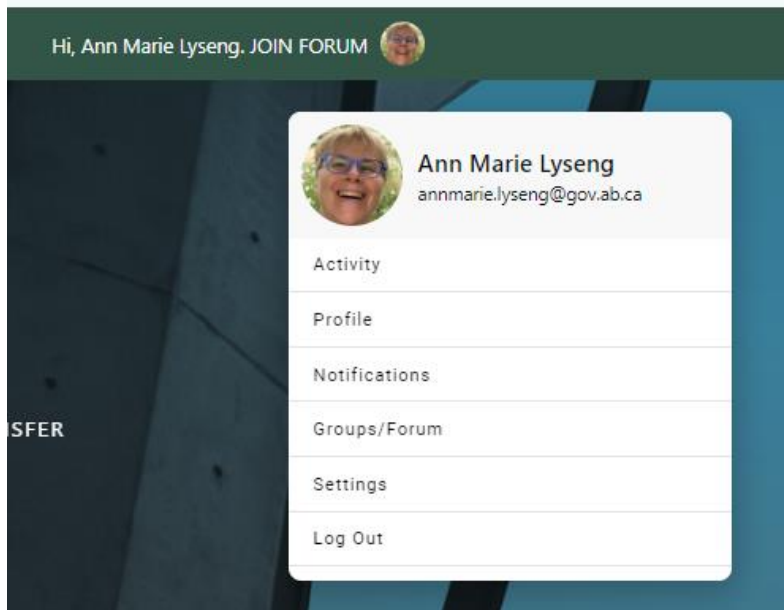 Hi, Ann Marie Lyseng. JOIN FORUM
Ann Marie Lyseng
annmarie.lyseng@gov.ab.ca
Activity
Profile
Notifications
Groups/Forum
ISFER
Settings
Log Out